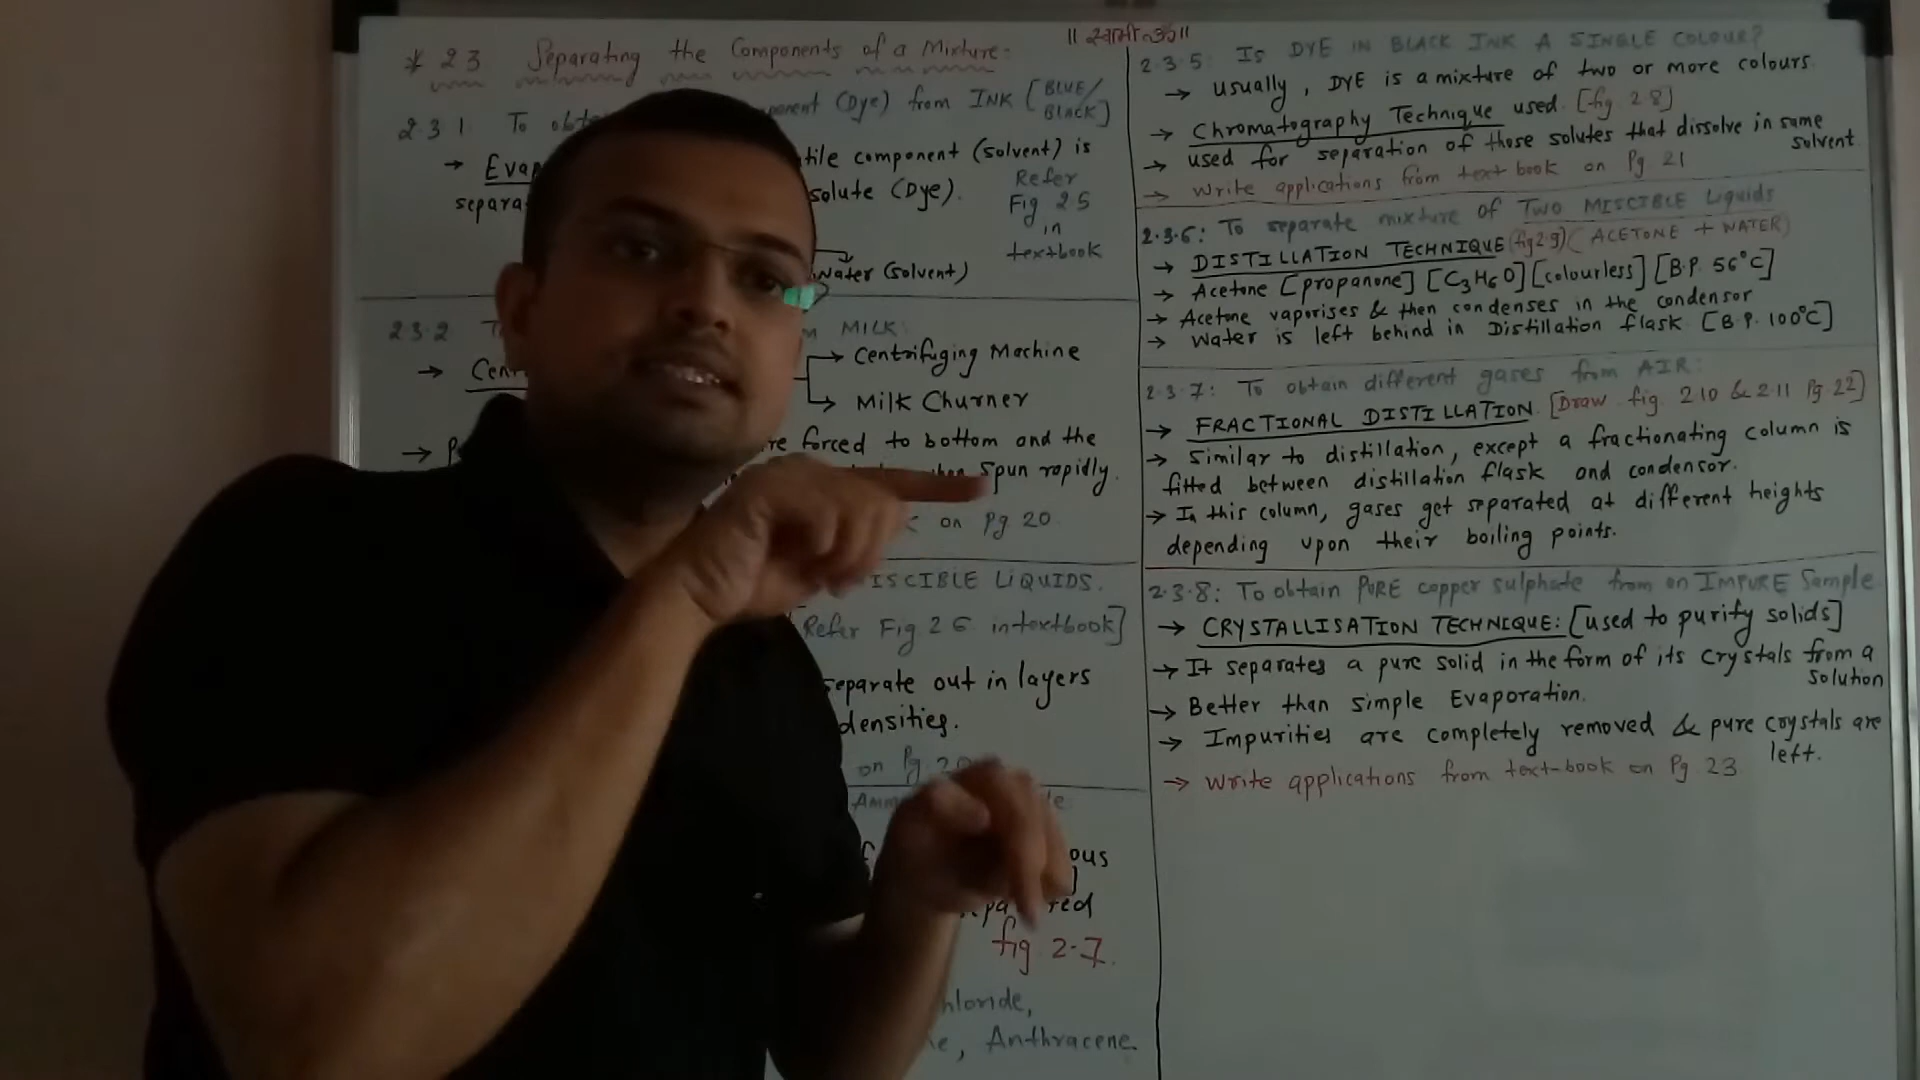 || स्वामी ॐ ||
* 2.3 Separating the Components of a Mixture:
2.3.1 To (Dye) from INK [BLUE/BLACK]
→ component (solvent) is
solute (Dye).
Refer
Fig 2.5
in
textbook
Water (solvent)
2.3.2 MILK:
→ Centrifuging Machine
→ Milk Churner
→ forced to bottom and the
Spun rapidly.
on Pg 20
LIQUIDS.
[Refer Fig 2.6 in textbook]
separate out in layers
densities.
on Pg 20
fig 2.7.
Anthracene
2.3.5: Is DYE IN BLACK INK A SINGLE COLOUR?
→ usually, DYE is a mixture of two or more colours.
→ Chromatography Technique used. [fig 2.8]
→ used for separation of those solutes that dissolve in same
solvent.
→ Write applications from text book on Pg 21
2.3.6: To separate mixture of TWO MISCIBLE Liquids
→ DISTILLATION TECHNIQUE (fig 2.9) (ACETONE + WATER)
→ Acetone [propanone] [C3H6O] [colourless] [B.P. 56°C]
→ Acetone vaporises & then condenses in the condensor
→ Water is left behind in Distillation flask [B.P. 100°C]
2.3.7: To obtain different gases from AIR:
→ FRACTIONAL DISTILLATION. [Draw fig. 2.10 & 2.11 Pg. 22]
→ Similar to distillation, except a fractionating column is
fitted between distillation flask and condensor.
→ In this column, gases get separated at different heights
depending upon their boiling points.
2.3.8: To obtain PURE copper sulphate from an IMPURE Sample
→ CRYSTALLISATION TECHNIQUE: [used to purify solids]
→ It separates a pure solid in the form of its crystals from a
solution
→ Better than simple Evaporation.
→ Impurities are completely removed & pure crystals are
left.
→ Write applications from text-book on Pg 23